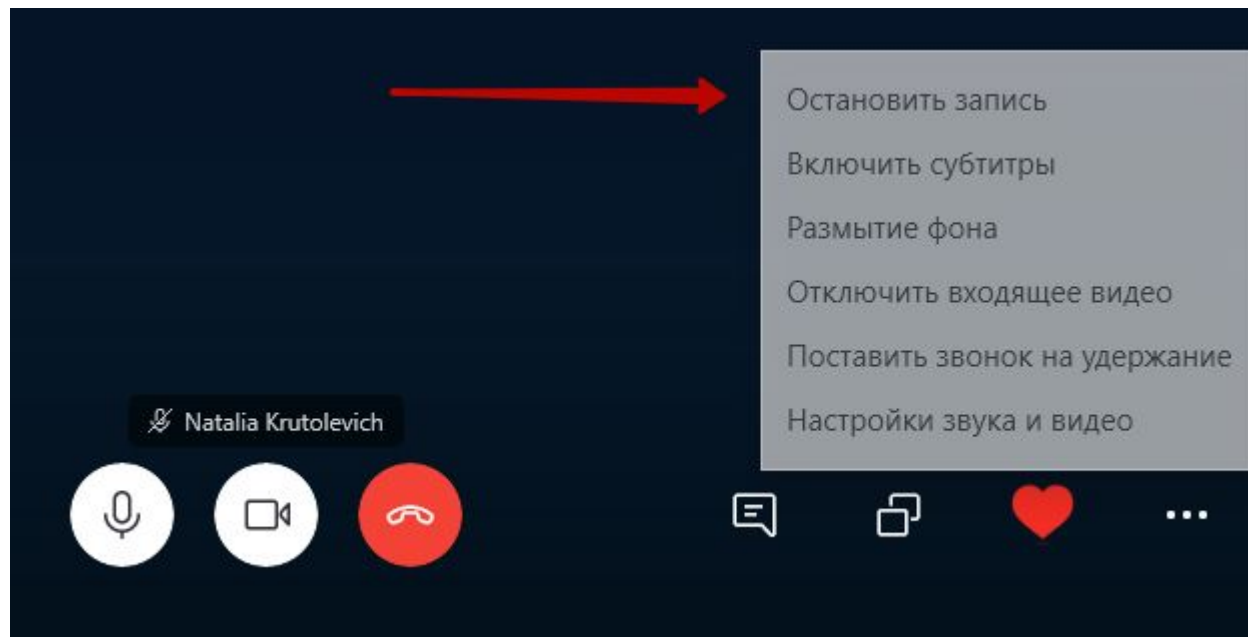 Остановить запись
Включить субтитры
Размытие фона
Отключить входящее видео
Поставить звонок на удержание
Настройки звука и видео
Natalia Krutolevich